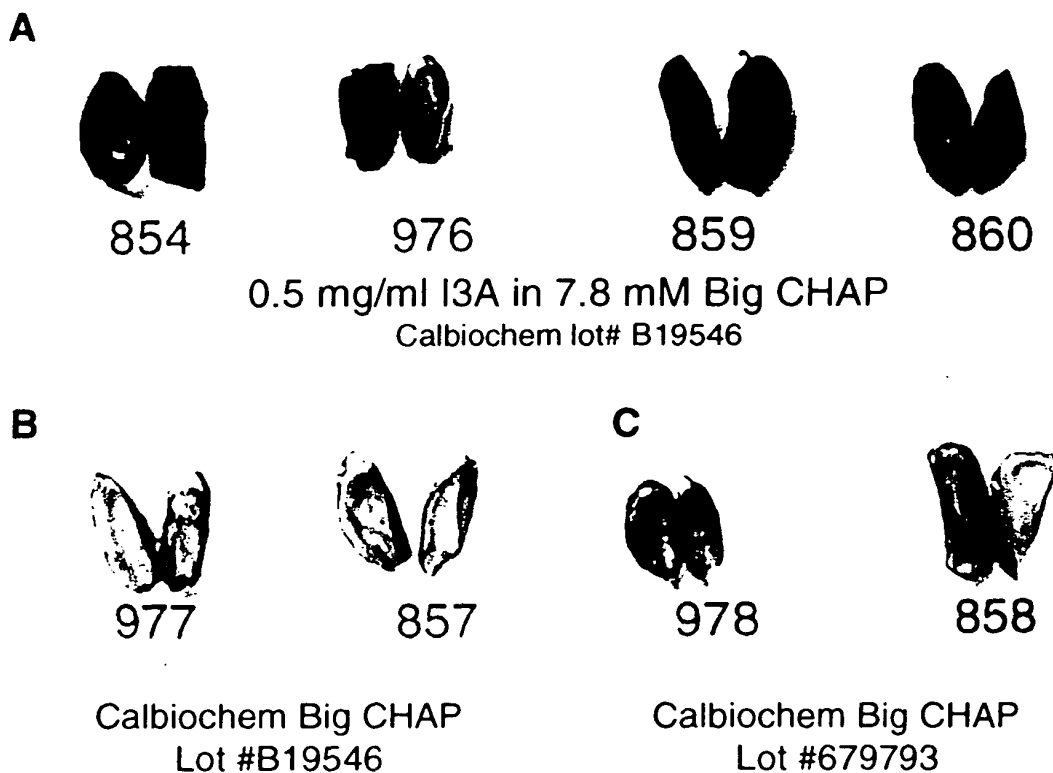 A
854 976 859 860
0.5 mg/ml I3A in 7.8 mM Big CHAP
Calbiochem lot# B19546
B C
977 857 978 858
Calbiochem Big CHAP Calbiochem Big CHAP
Lot #B19546 Lot #679793